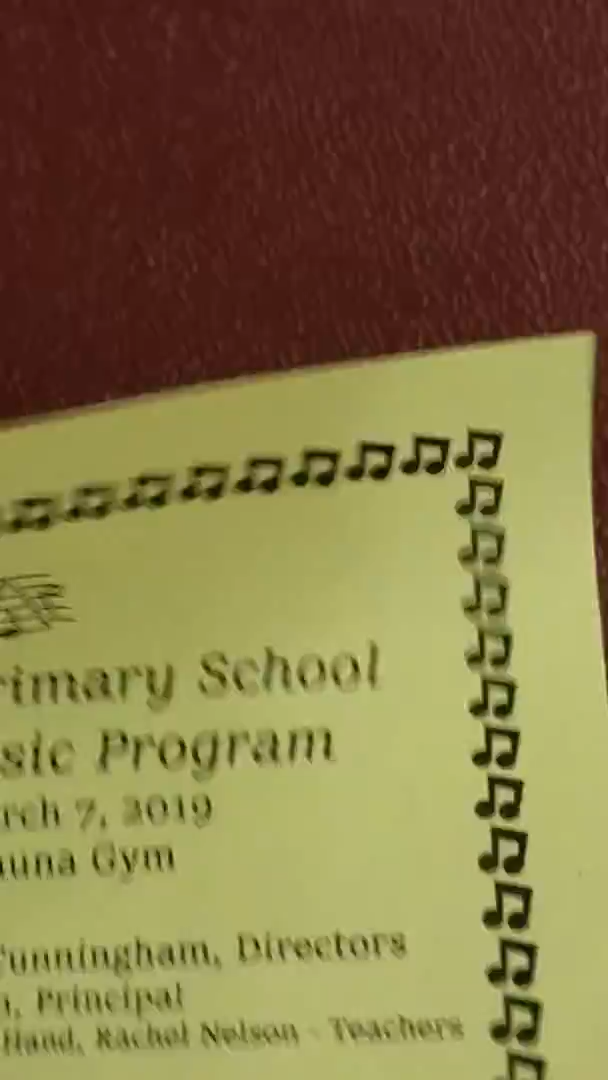 rimary School
sic Program
rch 7, 2019
una Gym
Cunningham, Directors
n, Principal
Hand, Rachel Nelson - Teachers